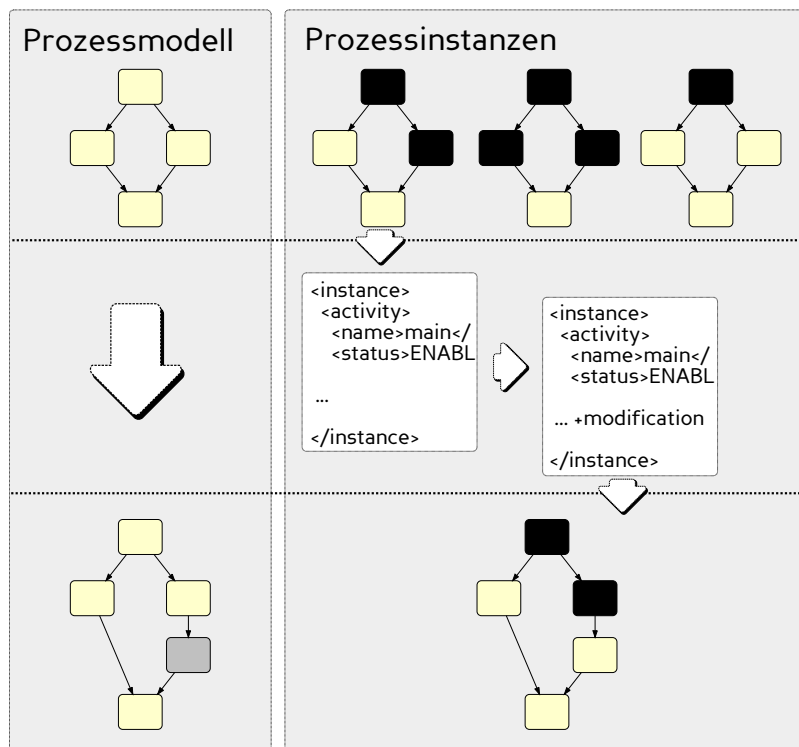 Prozessmodell
Prozessinstanzen
<instance>
<activity>
<name>main</
<status>ENABL
...
</instance>
<instance>
<activity>
<name>main</
<status>ENABL
... +modification
</instance>